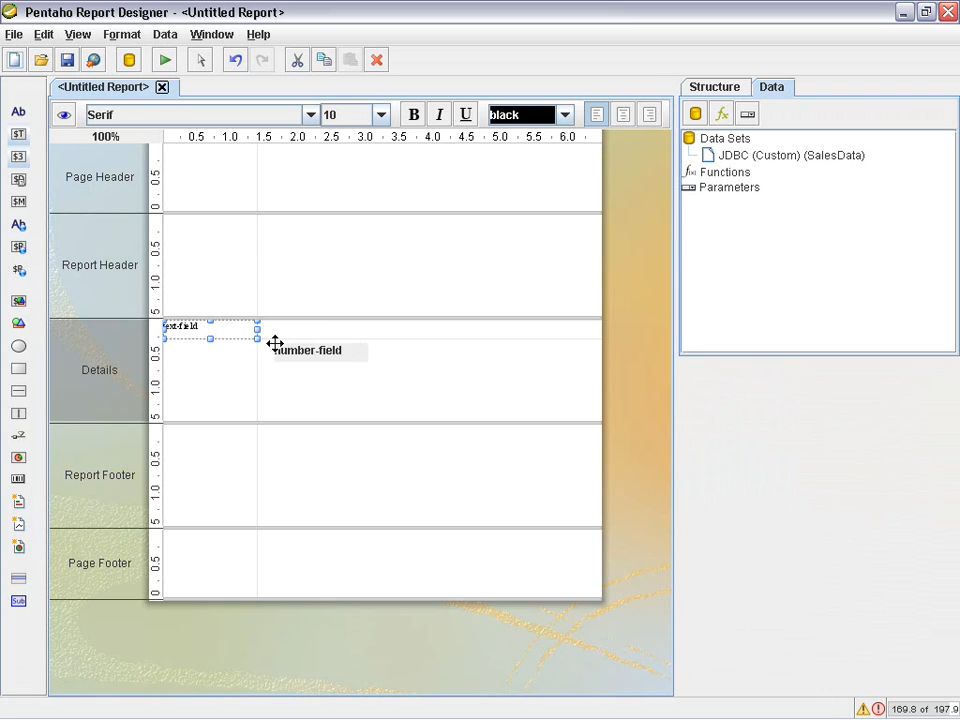 Pentaho Report Designer - <Untitled Report>
File Edit View Format Data Window Help
<Untitled Report>
Structure Data
Serif 10 B I U black
100% 0.5 1.0 1.5 2.0 2.5 3.0 3.5 4.0 4.5 5.0 5.5 6.0
Data Sets
JDBC (Custom) (SalesData)
Functions
Parameters
Page Header
Report Header
ext-field
number-field
Details
Report Footer
Page Footer
Ab
Sub
169.8 of 197.9